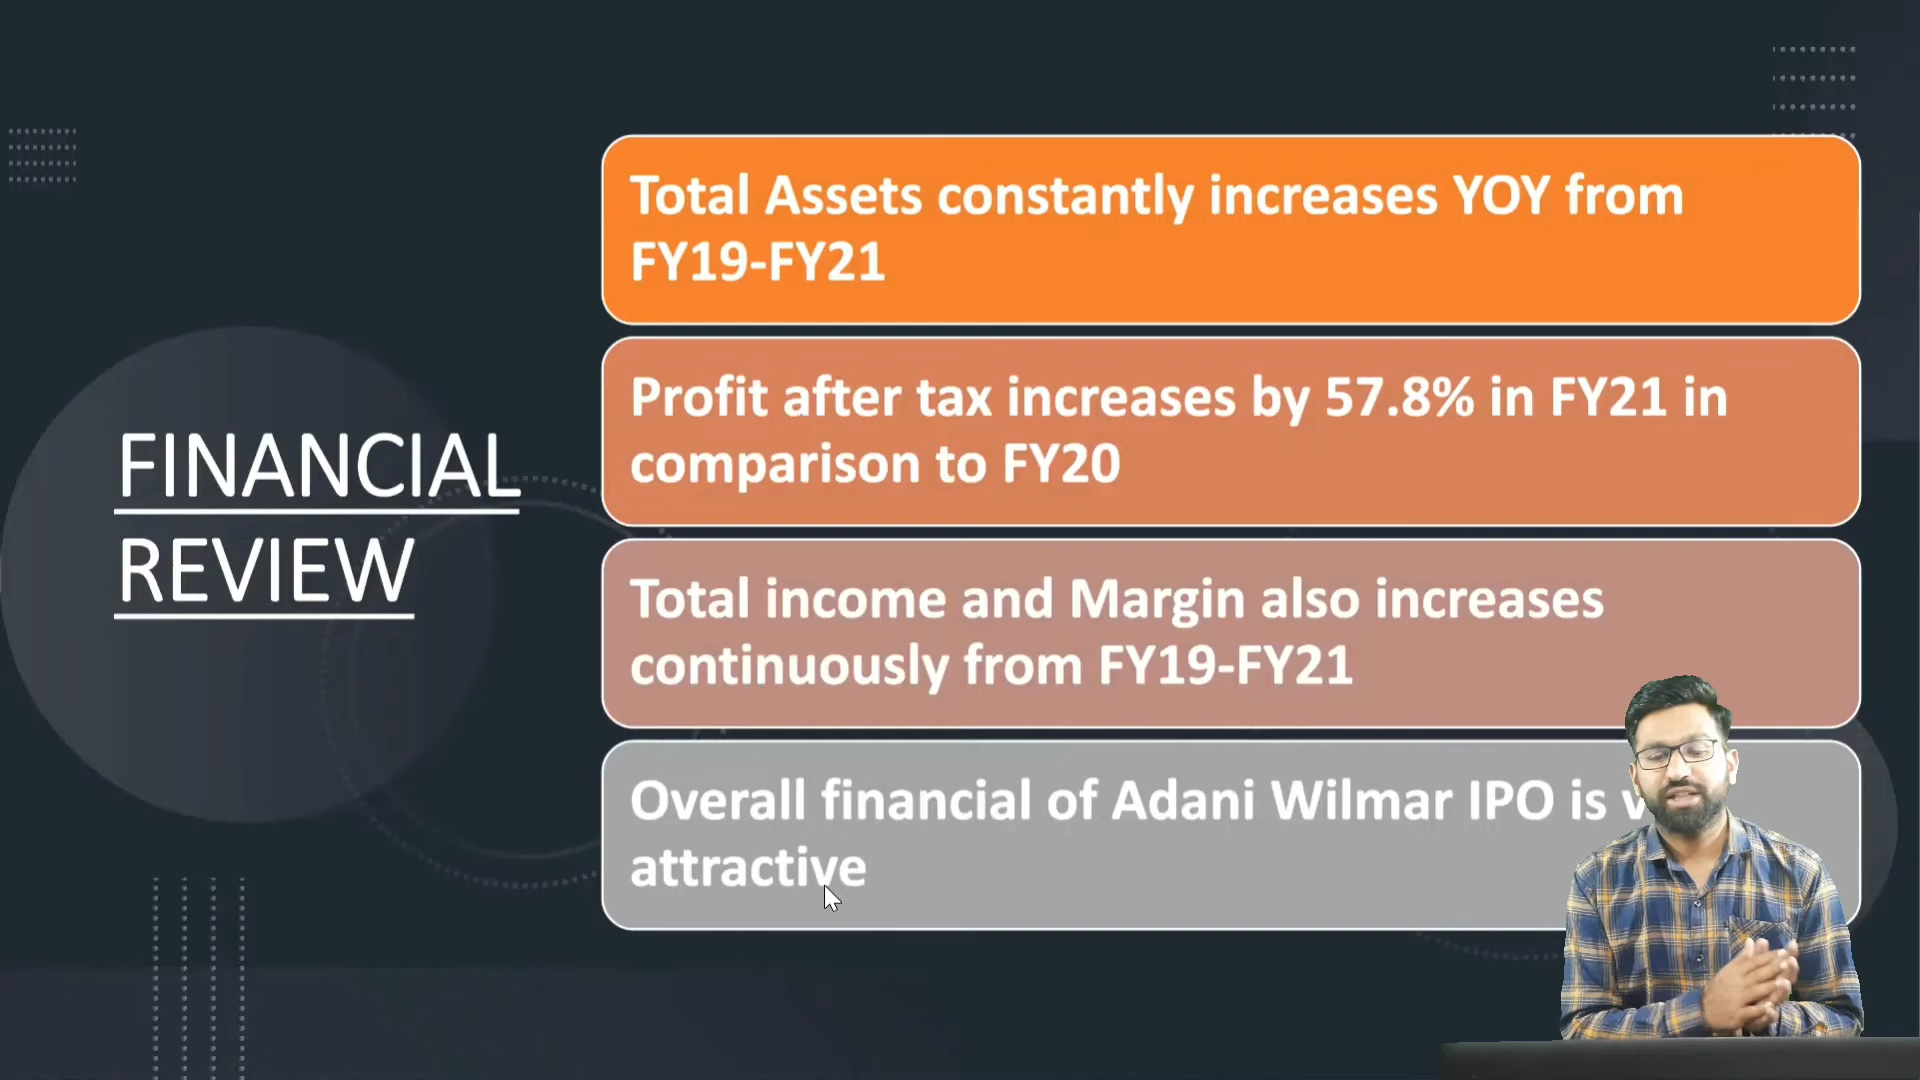 FINANCIAL
REVIEW
Total Assets constantly increases YOY from
FY19-FY21
Profit after tax increases by 57.8% in FY21 in
comparison to FY20
Total income and Margin also increases
continuously from FY19-FY21
Overall financial of Adani Wilmar IPO is
attractive